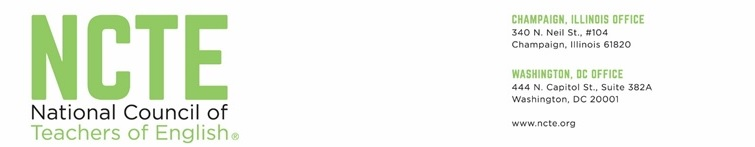 NCTE
National Council of
Teachers of English®
CHAMPAIGN, ILLINOIS OFFICE
340 N. Neil St., #104
Champaign, Illinois 61820
WASHINGTON, DC OFFICE
444 N. Capitol St., Suite 382A
Washington, DC 20001
www.ncte.org